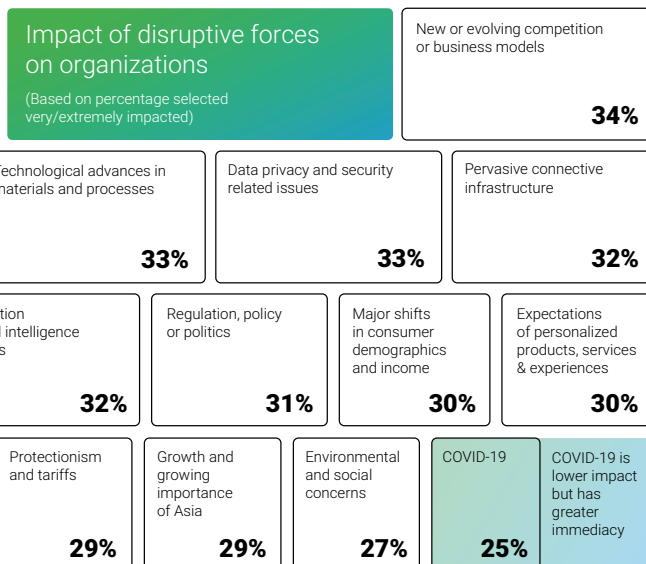 Impact of disruptive forces
on organizations
(Based on percentage selected
very/extremely impacted)
New or evolving competition
or business models
34%
Technological advances in
materials and processes
33%
Data privacy and security
related issues
33%
Pervasive connective
infrastructure
32%
intelligence
32%
Regulation, policy
or politics
31%
Major shifts
in consumer
demographics
and income
30%
Expectations
of personalized
products, services
& experiences
30%
Protectionism
and tariffs
29%
Growth and
growing
importance
of Asia
29%
Environmental
and social
concerns
27%
COVID-19
25%
COVID-19 is
lower impact
but has
greater
immediacy